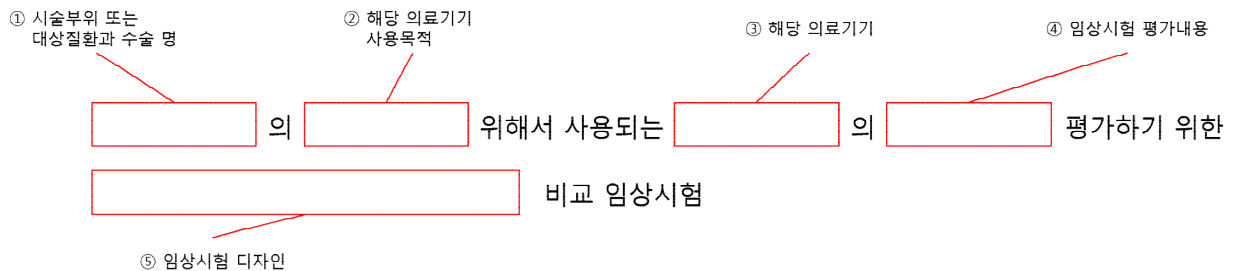 ① 시술부위 또는
대상질환과 수술 명
② 해당 의료기기
사용목적
③ 해당 의료기기
④ 임상시험 평가내용
의 위해서 사용되는 의 평가하기 위한
비교 임상시험
⑤ 임상시험 디자인